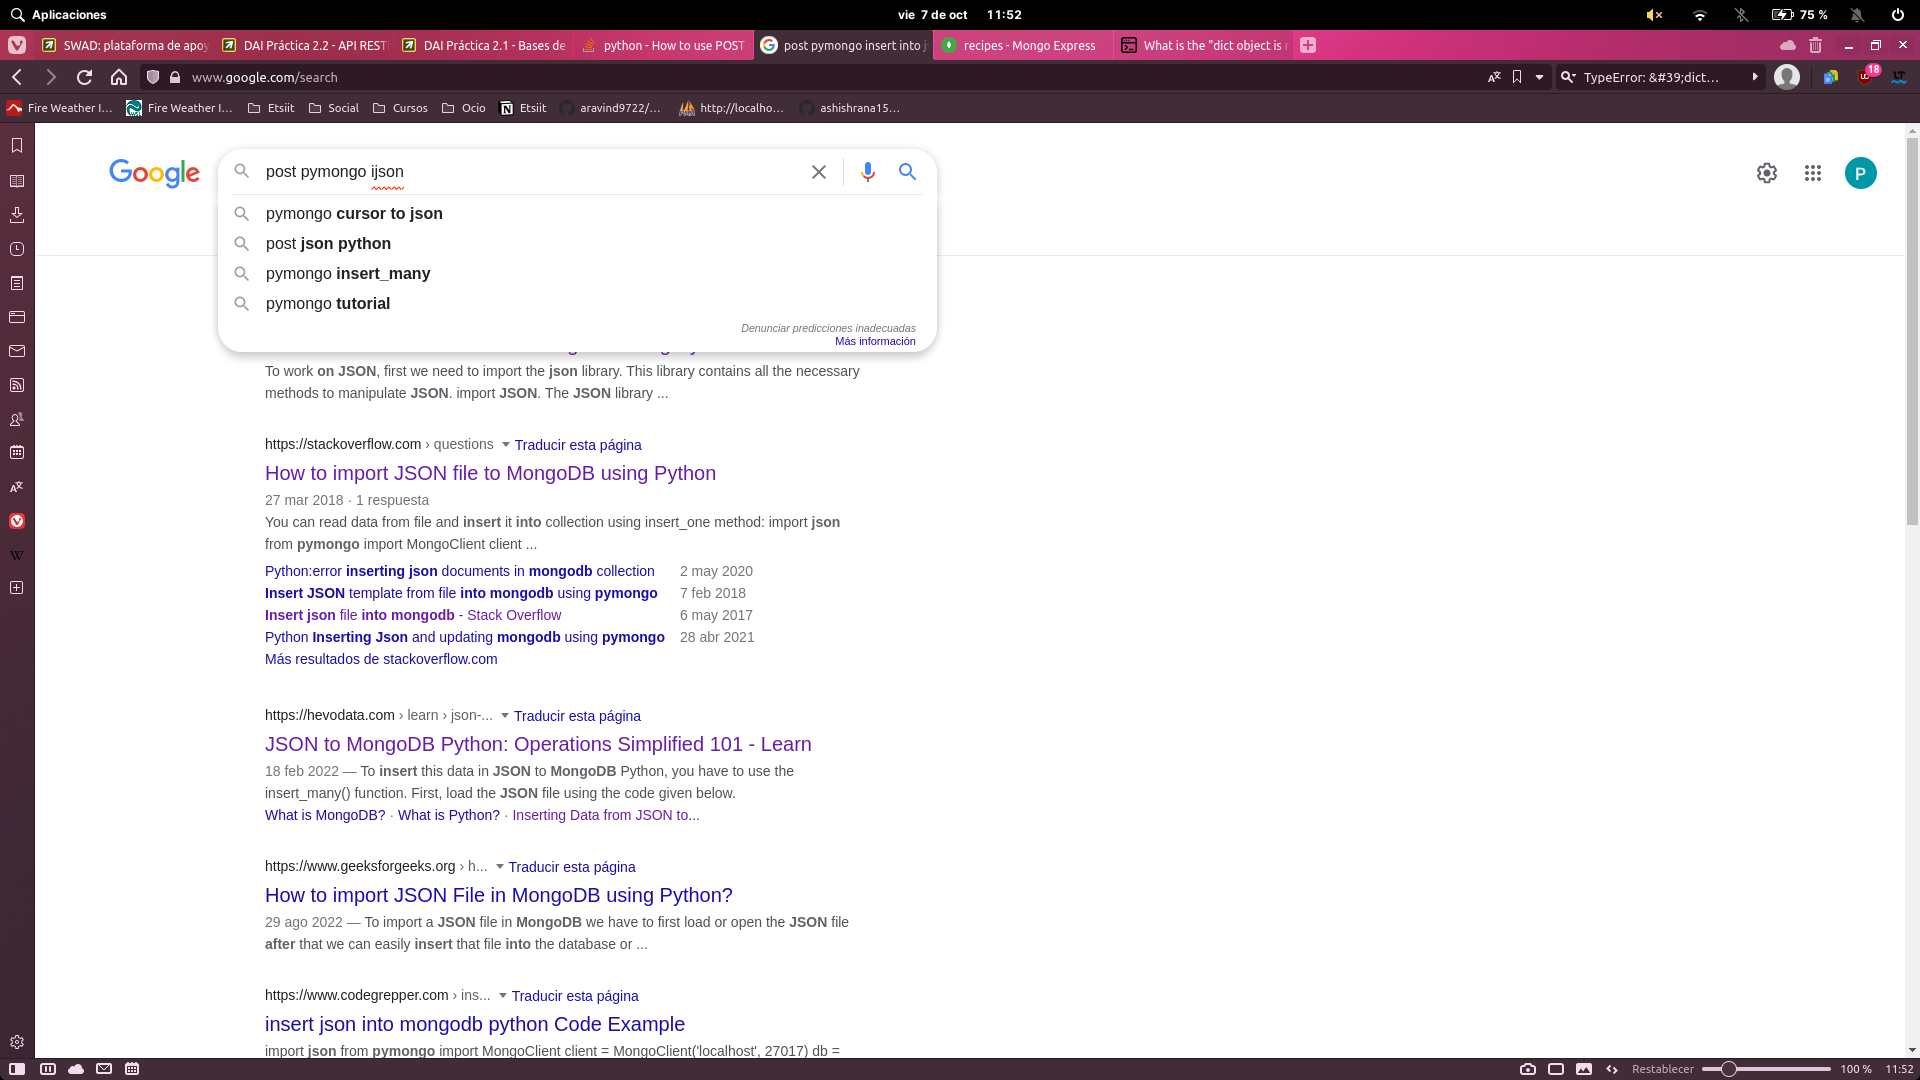 Aplicaciones
vie 7 de oct 11:52
75 %
SWAD: plataforma de apoy
DAI Práctica 2.2 - API REST
DAI Práctica 2.1 - Bases de
python - How to use POST
post pymongo insert into j
recipes - Mongo Express
What is the "dict object is
www.google.com/search
TypeError: &#39;dict...
18
Fire Weather I...
Fire Weather I...
Etsiit
Social
Cursos
Ocio
Etsiit
aravind9722/...
http://localho...
ashishrana15...
Google
post pymongo ijson
P
pymongo cursor to json
post json python
pymongo insert_many
pymongo tutorial
Denunciar predicciones inadecuadas
Más información
To work on JSON, first we need to import the json library. This library contains all the necessary
methods to manipulate JSON. import JSON. The JSON library ...
https://stackoverflow.com › questions Traducir esta página
How to import JSON file to MongoDB using Python
27 mar 2018 · 1 respuesta
You can read data from file and insert it into collection using insert_one method: import json
from pymongo import MongoClient client ...
Python:error inserting json documents in mongodb collection 2 may 2020
Insert JSON template from file into mongodb using pymongo 7 feb 2018
Insert json file into mongodb - Stack Overflow 6 may 2017
Python Inserting Json and updating mongodb using pymongo 28 abr 2021
Más resultados de stackoverflow.com
https://hevodata.com › learn › json-... Traducir esta página
JSON to MongoDB Python: Operations Simplified 101 - Learn
18 feb 2022 — To insert this data in JSON to MongoDB Python, you have to use the
insert_many() function. First, load the JSON file using the code given below.
What is MongoDB? · What is Python? · Inserting Data from JSON to...
https://www.geeksforgeeks.org › h... Traducir esta página
How to import JSON File in MongoDB using Python?
29 ago 2022 — To import a JSON file in MongoDB we have to first load or open the JSON file
after that we can easily insert that file into the database or ...
https://www.codegrepper.com › ins... Traducir esta página
insert json into mongodb python Code Example
import json from pymongo import MongoClient client = MongoClient('localhost', 27017) db =
Restablecer
100 %
11:52